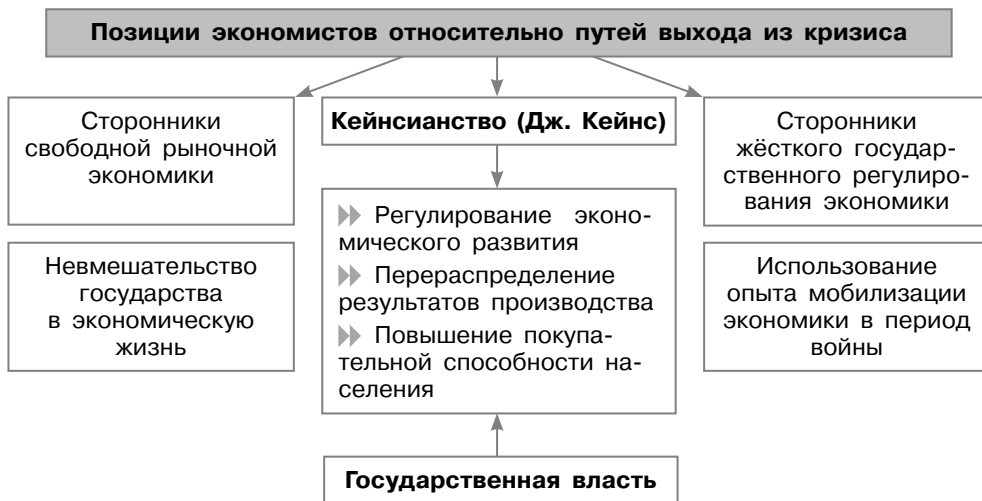 Позиции экономистов относительно путей выхода из кризиса
Сторонники
свободной рыночной
экономики
Невмешательство
государства
в экономическую
жизнь
Кейнсианство (Дж. Кейнс)
Регулирование эконо-
мического развития
Перераспределение
результатов производства
Повышение покупа-
тельной способности на-
селения
Государственная власть
Сторонники
жёсткого государ-
ственного регулиро-
вания экономики
Использование
опыта мобилизации
экономики в период
войны